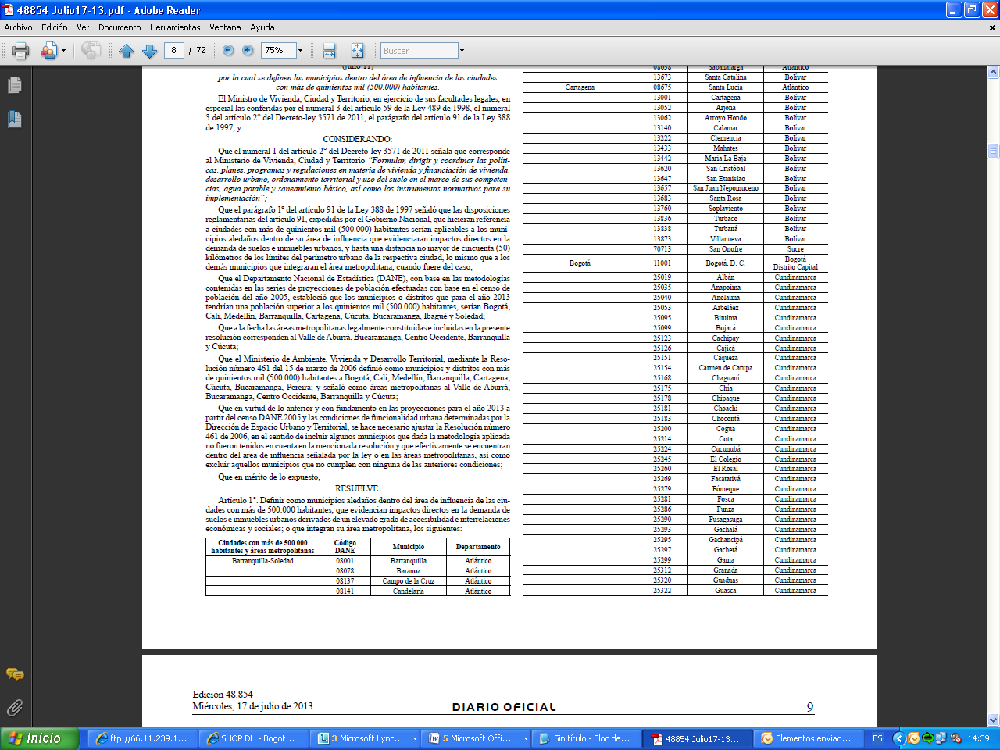 48854 Julio17-13.pdf - Adobe Reader
Archivo Edición Ver Documento Herramientas Ventana Ayuda
8 / 72 75% Buscar
(Julio 11)
por la cual se definen los municipios dentro del área de influencia de las ciudades
con más de quinientos mil (500.000) habitantes.
El Ministro de Vivienda, Ciudad y Territorio, en ejercicio de sus facultades legales, en
especial las conferidas por el numeral 3 del artículo 59 de la Ley 489 de 1998, el numeral
3 del artículo 2° del Decreto-ley 3571 de 2011, el parágrafo del artículo 91 de la Ley 388
de 1997, y
CONSIDERANDO:
Que el numeral 1 del artículo 2° del Decreto-ley 3571 de 2011 señala que corresponde
al Ministerio de Vivienda, Ciudad y Territorio "Formular, dirigir y coordinar las políti-
cas, planes, programas y regulaciones en materia de vivienda y financiación de vivienda,
desarrollo urbano, ordenamiento territorial y uso del suelo en el marco de sus competen-
cias, agua potable y saneamiento básico, así como los instrumentos normativos para su
implementación";
Que el parágrafo 1° del artículo 91 de la Ley 388 de 1997 señaló que las disposiciones
reglamentarias del artículo 91, expedidas por el Gobierno Nacional, que hicieran referencia
a ciudades con más de quinientos mil (500.000) habitantes serían aplicables a los muni-
cipios aledaños dentro de su área de influencia que evidenciaran impactos directos en la
demanda de suelos e inmuebles urbanos, y hasta una distancia no mayor de cincuenta (50)
kilómetros de los límites del perímetro urbano de la respectiva ciudad, lo mismo que a los
demás municipios que integraran el área metropolitana, cuando fuere del caso;
Que el Departamento Nacional de Estadística (DANE), con base en las metodologías
contenidas en las series de proyecciones de población efectuadas con base en el censo de
población del año 2005, estableció que los municipios o distritos que para el año 2013
tendrían una población superior a los quinientos mil (500.000) habitantes, serían Bogotá,
Cali, Medellín, Barranquilla, Cartagena, Cúcuta, Bucaramanga, Ibagué y Soledad;
Que a la fecha las áreas metropolitanas legalmente constituidas e incluidas en la presente
resolución corresponden al Valle de Aburrá, Bucaramanga, Centro Occidente, Barranquilla
y Cúcuta;
Que el Ministerio de Ambiente, Vivienda y Desarrollo Territorial, mediante la Reso-
lución número 461 del 15 de marzo de 2006 definió como municipios y distritos con más
de quinientos mil (500.000) habitantes a Bogotá, Cali, Medellín, Barranquilla, Cartagena,
Cúcuta, Bucaramanga, Pereira; y señaló como áreas metropolitanas al Valle de Aburrá,
Bucaramanga, Centro Occidente, Barranquilla y Cúcuta;
Que en virtud de lo anterior y con fundamento en las proyecciones para el año 2013 a
partir del censo DANE 2005 y las condiciones de funcionalidad urbana determinadas por la
Dirección de Espacio Urbano y Territorial, se hace necesario ajustar la Resolución número
461 de 2006, en el sentido de incluir algunos municipios que dada la metodología aplicada
no fueron tenidos en cuenta en la mencionada resolución y que efectivamente se encuentran
dentro del área de influencia señalada por la ley o en las áreas metropolitanas, así como
excluir aquellos municipios que no cumplen con ninguna de las anteriores condiciones;
Que en mérito de lo expuesto,
RESUELVE:
Artículo 1°. Definir como municipios aledaños dentro del área de influencia de las ciu-
dades con más de 500.000 habitantes, que evidencian impactos directos en la demanda de
suelos e inmuebles urbanos derivados de un elevado grado de accesibilidad e interrelaciones
económicas y sociales; o que integran su área metropolitana, los siguientes:
Ciudades con más de 500.000 habitantes y áreas metropolitanas Código DANE Municipio Departamento
Barranquilla-Soledad 08001 Barranquilla Atlántico
08078 Baranoa Atlántico
08137 Campo de la Cruz Atlántico
08141 Candelaria Atlántico
08638 Sabanalarga Atlántico
13673 Santa Catalina Bolívar
Cartagena 08675 Santa Lucía Atlántico
13001 Cartagena Bolívar
13052 Arjona Bolívar
13062 Arroyo Hondo Bolívar
13140 Calamar Bolívar
13222 Clemencia Bolívar
13433 Mahates Bolívar
13442 María La Baja Bolívar
13620 San Cristóbal Bolívar
13647 San Etanislao Bolívar
13657 San Juan Nepomuceno Bolívar
13683 Santa Rosa Bolívar
13760 Soplaviento Bolívar
13836 Turbaco Bolívar
13838 Turbaná Bolívar
13873 Villanueva Bolívar
70713 San Onofre Sucre
Bogotá 11001 Bogotá, D. C. Bogotá Distrito Capital
25019 Albán Cundinamarca
25035 Anapoima Cundinamarca
25040 Anolaima Cundinamarca
25053 Arbeláez Cundinamarca
25095 Bituima Cundinamarca
25099 Bojacá Cundinamarca
25123 Cachipay Cundinamarca
25126 Cajicá Cundinamarca
25151 Cáqueza Cundinamarca
25154 Carmen de Carupa Cundinamarca
25168 Chaguaní Cundinamarca
25175 Chía Cundinamarca
25178 Chipaque Cundinamarca
25181 Choachí Cundinamarca
25183 Chocontá Cundinamarca
25200 Cogua Cundinamarca
25214 Cota Cundinamarca
25224 Cucunubá Cundinamarca
25245 El Colegio Cundinamarca
25260 El Rosal Cundinamarca
25269 Facatativá Cundinamarca
25279 Fómeque Cundinamarca
25281 Fosca Cundinamarca
25286 Funza Cundinamarca
25290 Fusagasugá Cundinamarca
25293 Gachalá Cundinamarca
25295 Gachancipá Cundinamarca
25297 Gachetá Cundinamarca
25299 Gama Cundinamarca
25312 Granada Cundinamarca
25320 Guaduas Cundinamarca
25322 Guasca Cundinamarca
Edición 48.854
Miércoles, 17 de julio de 2013 DIARIO OFICIAL 9
Inicio ftp://66.11.239.1... SHOP DH - Bogot... 3 Microsoft Lync... 5 Microsoft Offi... Sin título - Bloc de... 48854 Julio17-13.... Elementos enviad... ES 14:39